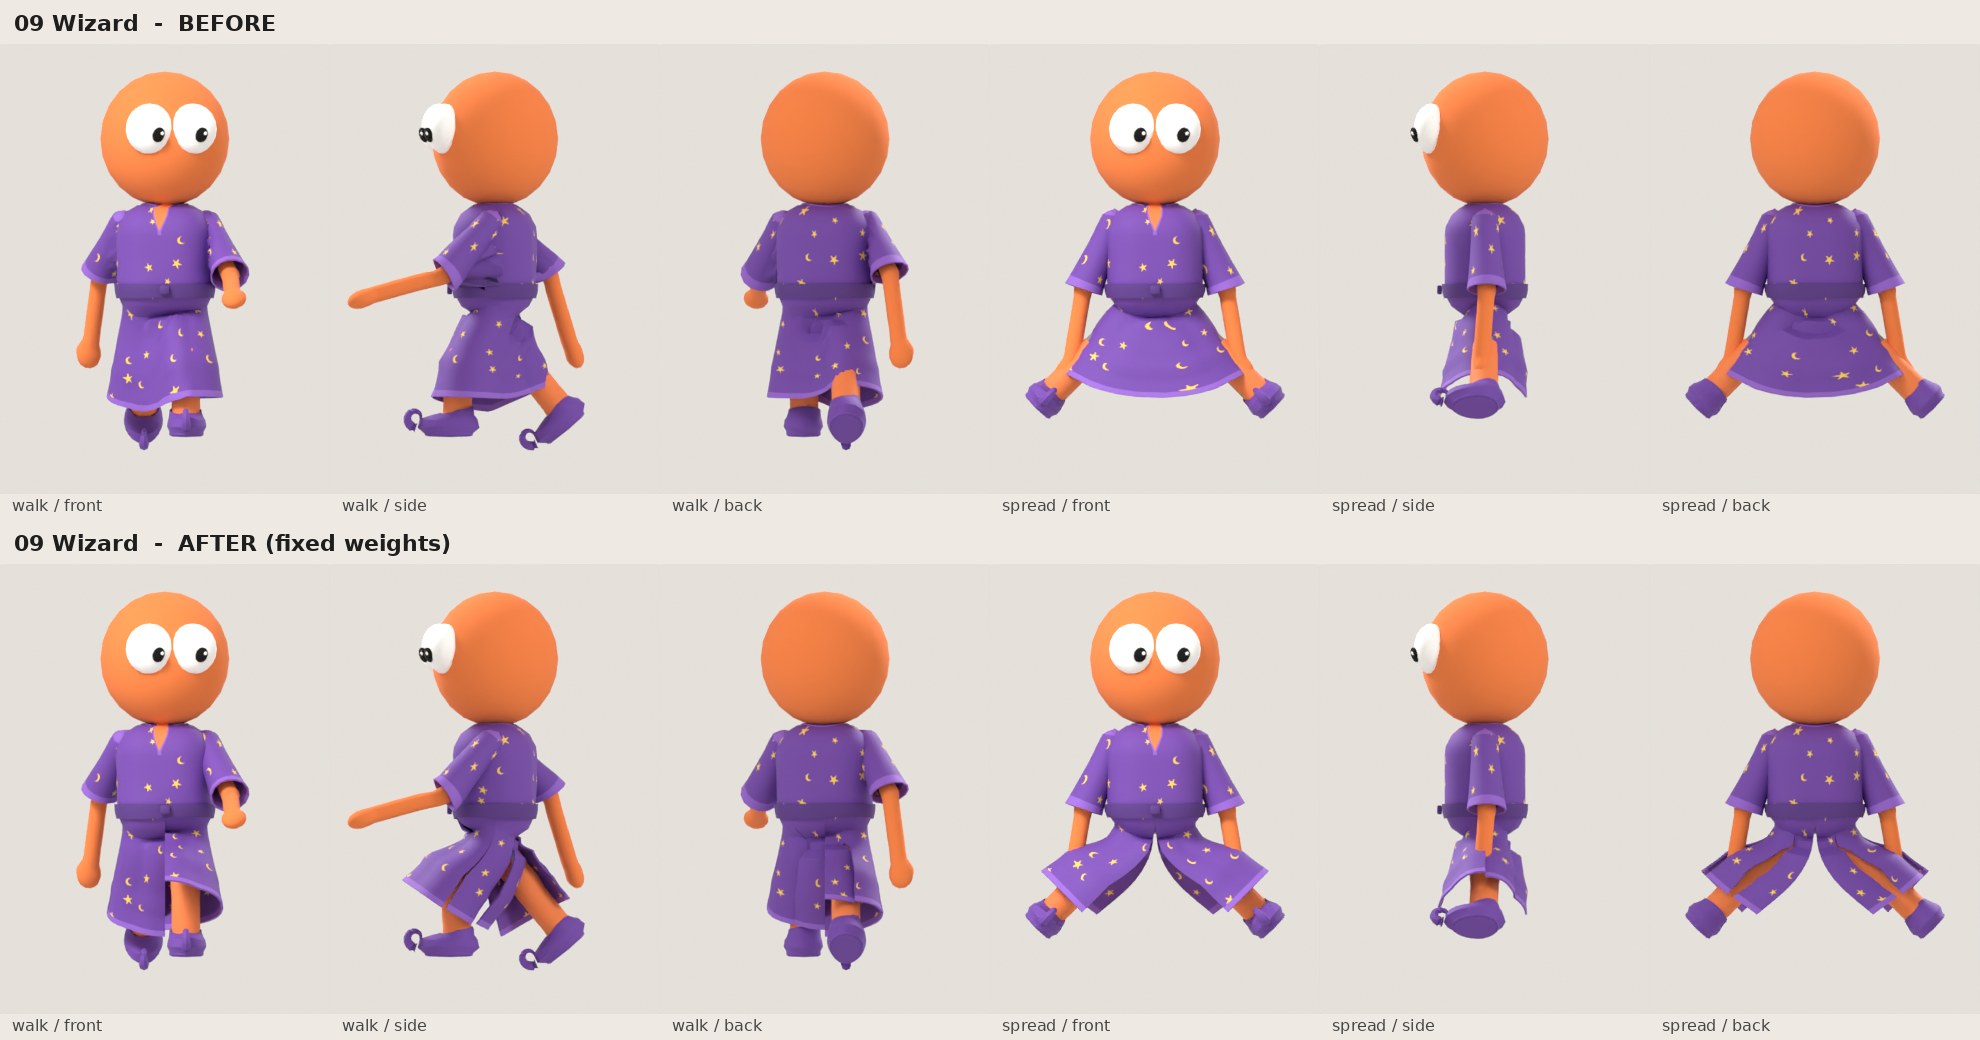 09 Wizard - BEFORE
walk / front
walk / side
walk / back
spread / front
spread / side
spread / back
09 Wizard - AFTER (fixed weights)
walk / front
walk / side
walk / back
spread / front
spread / side
spread / back